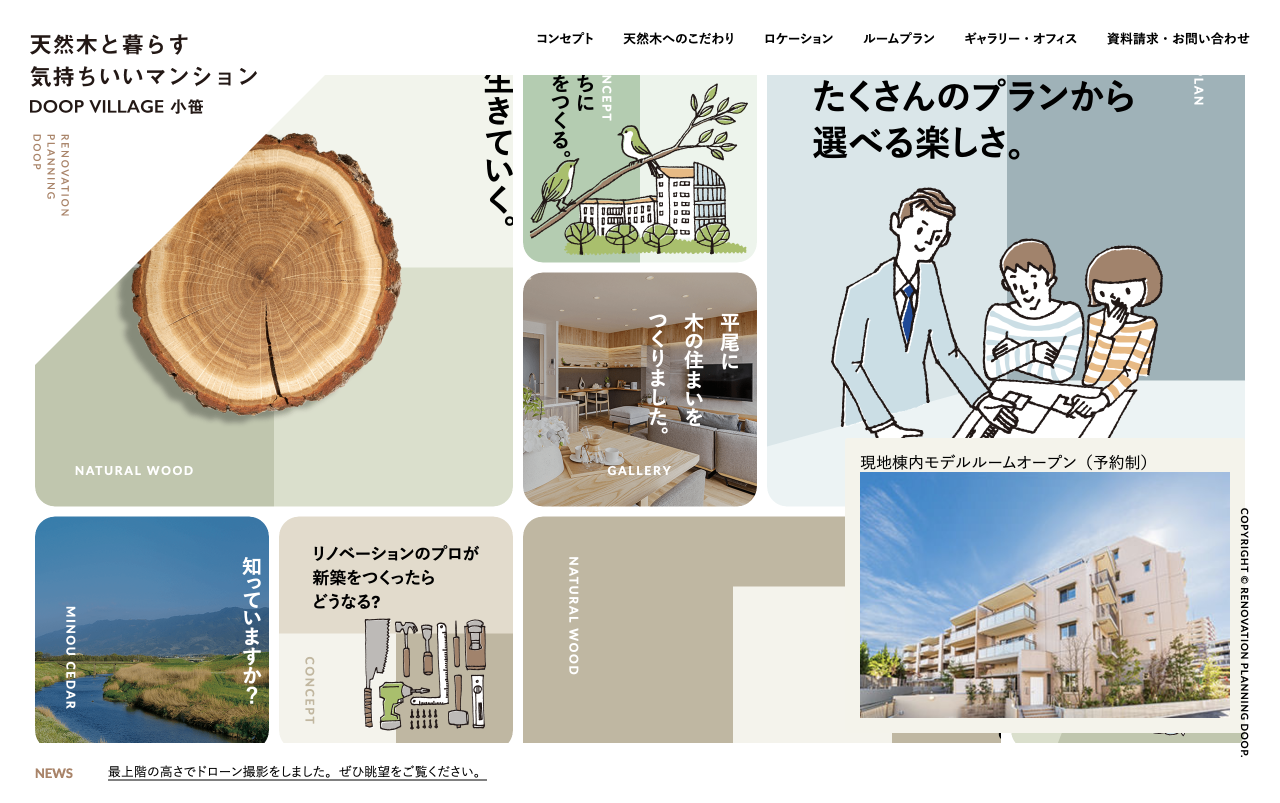 天然木と暮らす
気持ちいいマンション
DOOP VILLAGE 小笹
コンセプト
天然木へのこだわり
ロケーション
ルームプラン
ギャラリー・オフィス
資料請求・お問い合わせ
RENOVATION
PLANNING
DOOP
生きていく。
NATURAL WOOD
ちに
をつくる。
NCEPT
平尾に
木の住まいを
つくりました。
GALLERY
たくさんのプランから
選べる楽しさ。
LAN
知っていますか?
MINOU CEDAR
リノベーションのプロが
新築をつくったら
どうなる?
CONCEPT
NATURAL WOOD
現地棟内モデルルームオープン（予約制）
COPYRIGHT © RENOVATION PLANNING DOOP.
NEWS
最上階の高さでドローン撮影をしました。ぜひ眺望をご覧ください。